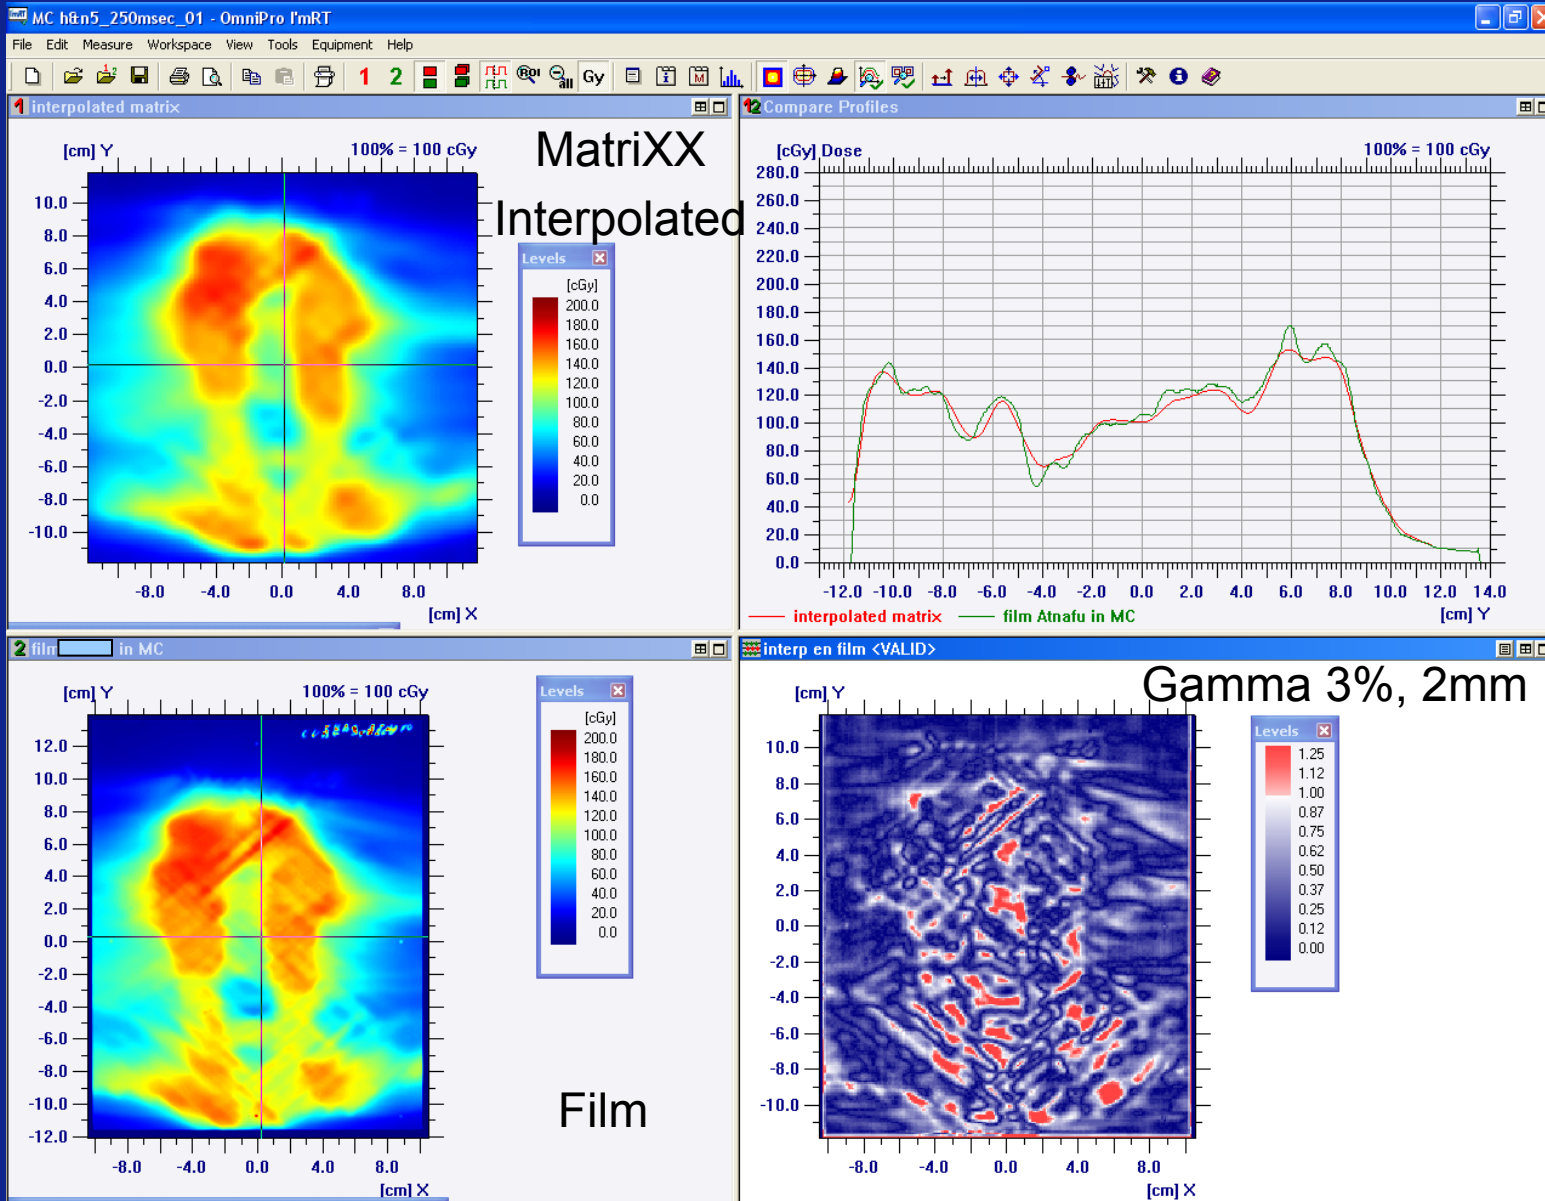 MC h&n5_250msec_01 - OmniPro I'mRT
File Edit Measure Workspace View Tools Equipment Help
1 2 ROI all Gy
1 interpolated matrix
MatriXX
Interpolated
[cm] Y 100% = 100 cGy
10.0
8.0
6.0
4.0
2.0
0.0
-2.0
-4.0
-6.0
-8.0
-10.0
-8.0 -4.0 0.0 4.0 8.0
[cm] X
Levels
[cGy]
200.0
180.0
160.0
140.0
120.0
100.0
80.0
60.0
40.0
20.0
0.0
12 Compare Profiles
[cGy] Dose 100% = 100 cGy
280.0
260.0
240.0
220.0
200.0
180.0
160.0
140.0
120.0
100.0
80.0
60.0
40.0
20.0
0.0
-12.0 -10.0 -8.0 -6.0 -4.0 -2.0 0.0 2.0 4.0 6.0 8.0 10.0 12.0 14.0
interpolated matrix film Atnafu in MC [cm] Y
2 film in MC
[cm] Y 100% = 100 cGy
12.0
10.0
8.0
6.0
4.0
2.0
0.0
-2.0
-4.0
-6.0
-8.0
-10.0
-12.0
-8.0 -4.0 0.0 4.0 8.0
[cm] X
Levels
[cGy]
200.0
180.0
160.0
140.0
120.0
100.0
80.0
60.0
40.0
20.0
0.0
Film
interp en film <VALID>
Gamma 3%, 2mm
[cm] Y
10.0
8.0
6.0
4.0
2.0
0.0
-2.0
-4.0
-6.0
-8.0
-10.0
-8.0 -4.0 0.0 4.0 8.0
[cm] X
Levels
1.25
1.12
1.00
0.87
0.75
0.62
0.50
0.37
0.25
0.12
0.00